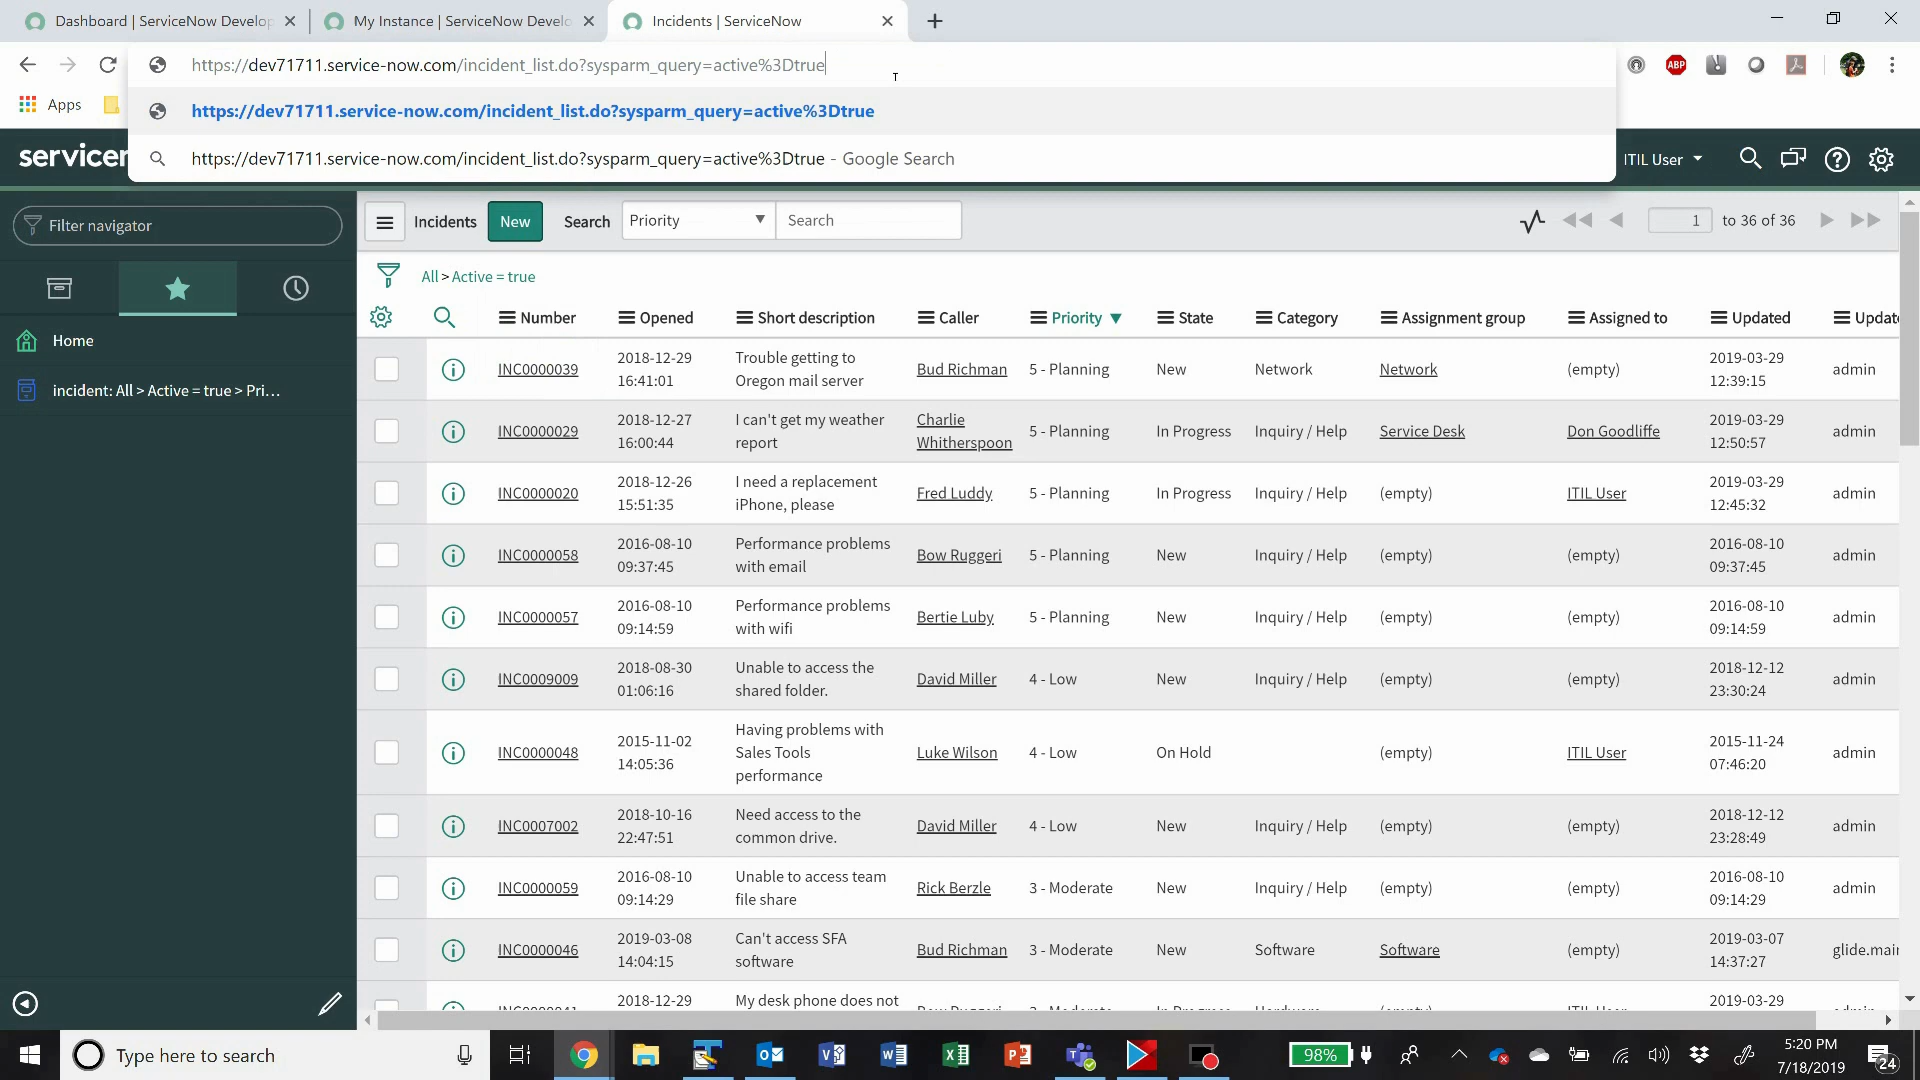 Dashboard | ServiceNow Develop
My Instance | ServiceNow Develo
Incidents | ServiceNow
https://dev71711.service-now.com/incident_list.do?sysparm_query=active%3Dtrue
ABP
Apps
https://dev71711.service-now.com/incident_list.do?sysparm_query=active%3Dtrue
https://dev71711.service-now.com/incident_list.do?sysparm_query=active%3Dtrue - Google Search
servicen
ITIL User
Filter navigator
Incidents New Search Priority Search 1 to 36 of 36
Home
incident: All > Active = true > Pri...
All > Active = true
Number Opened Short description Caller Priority State Category Assignment group Assigned to Updated Update
INC0000039 2018-12-29 16:41:01 Trouble getting to Oregon mail server Bud Richman 5 - Planning New Network Network (empty) 2019-03-29 12:39:15 admin
INC0000029 2018-12-27 16:00:44 I can't get my weather report Charlie Whitherspoon 5 - Planning In Progress Inquiry / Help Service Desk Don Goodliffe 2019-03-29 12:50:57 admin
INC0000020 2018-12-26 15:51:35 I need a replacement iPhone, please Fred Luddy 5 - Planning In Progress Inquiry / Help (empty) ITIL User 2019-03-29 12:45:32 admin
INC0000058 2016-08-10 09:37:45 Performance problems with email Bow Ruggeri 5 - Planning New Inquiry / Help (empty) (empty) 2016-08-10 09:37:45 admin
INC0000057 2016-08-10 09:14:59 Performance problems with wifi Bertie Luby 5 - Planning New Inquiry / Help (empty) (empty) 2016-08-10 09:14:59 admin
INC0009009 2018-08-30 01:06:16 Unable to access the shared folder. David Miller 4 - Low New Inquiry / Help (empty) (empty) 2018-12-12 23:30:24 admin
INC0000048 2015-11-02 14:05:36 Having problems with Sales Tools performance Luke Wilson 4 - Low On Hold (empty) ITIL User 2015-11-24 07:46:20 admin
INC0007002 2018-10-16 22:47:51 Need access to the common drive. David Miller 4 - Low New Inquiry / Help (empty) (empty) 2018-12-12 23:28:49 admin
INC0000059 2016-08-10 09:14:29 Unable to access team file share Rick Berzle 3 - Moderate New Inquiry / Help (empty) (empty) 2016-08-10 09:14:29 admin
INC0000046 2019-03-08 14:04:15 Can't access SFA software Bud Richman 3 - Moderate New Software Software (empty) 2019-03-07 14:37:27 glide.mai
2018-12-29 My desk phone does not 2019-03-29
Type here to search
98%
5:20 PM
7/18/2019
24